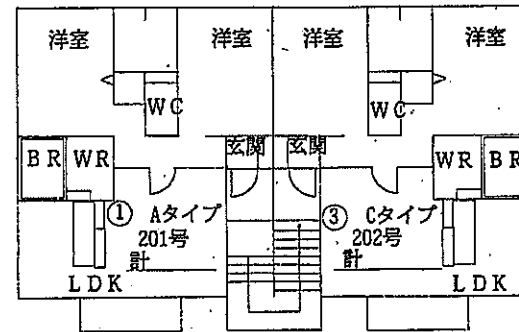 洋室 洋室 洋室 洋室
WC WC
玄関 玄関
BR WR WR BR
① Aタイプ ③ Cタイプ
201号 202号
計 計
LDK LDK